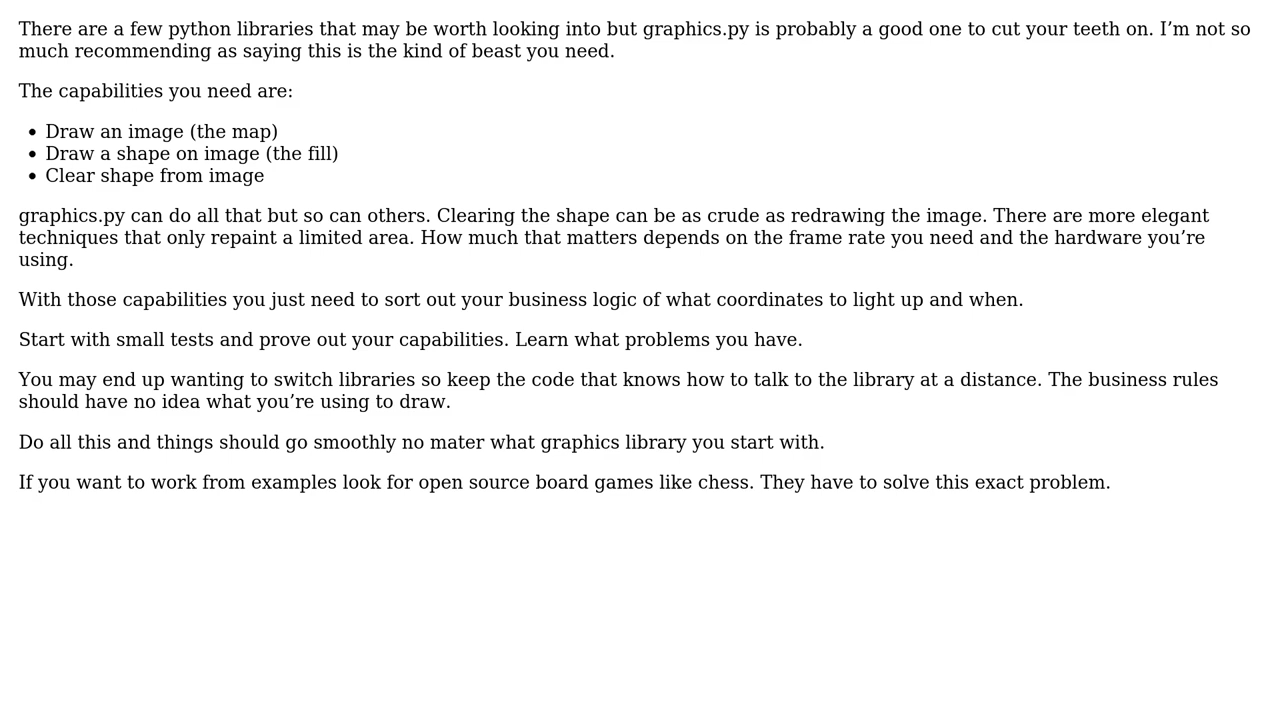 There are a few python libraries that may be worth looking into but graphics.py is probably a good one to cut your teeth on. I’m not so
much recommending as saying this is the kind of beast you need.
The capabilities you need are:
• Draw an image (the map)
• Draw a shape on image (the fill)
• Clear shape from image
graphics.py can do all that but so can others. Clearing the shape can be as crude as redrawing the image. There are more elegant
techniques that only repaint a limited area. How much that matters depends on the frame rate you need and the hardware you’re
using.
With those capabilities you just need to sort out your business logic of what coordinates to light up and when.
Start with small tests and prove out your capabilities. Learn what problems you have.
You may end up wanting to switch libraries so keep the code that knows how to talk to the library at a distance. The business rules
should have no idea what you’re using to draw.
Do all this and things should go smoothly no mater what graphics library you start with.
If you want to work from examples look for open source board games like chess. They have to solve this exact problem.